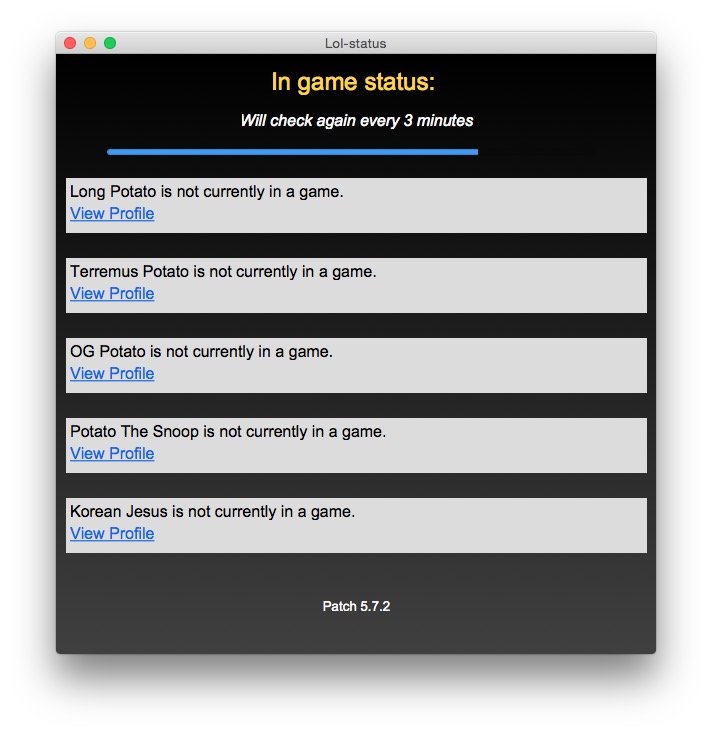 Lol-status
In game status:
Will check again every 3 minutes
Long Potato is not currently in a game.
View Profile
Terremus Potato is not currently in a game.
View Profile
OG Potato is not currently in a game.
View Profile
Potato The Snoop is not currently in a game.
View Profile
Korean Jesus is not currently in a game.
View Profile
Patch 5.7.2